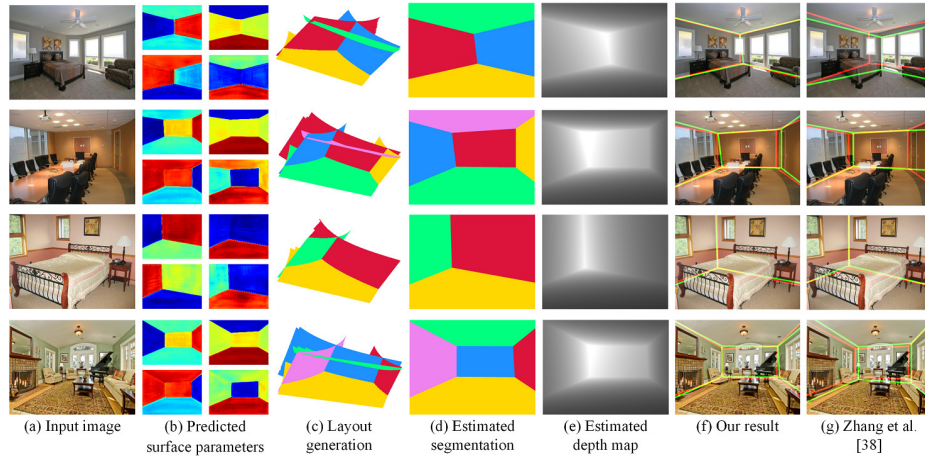 (a) Input image
(b) Predicted
surface parameters
(c) Layout
generation
(d) Estimated
segmentation
(e) Estimated
depth map
(f) Our result
(g) Zhang et al.
[38]